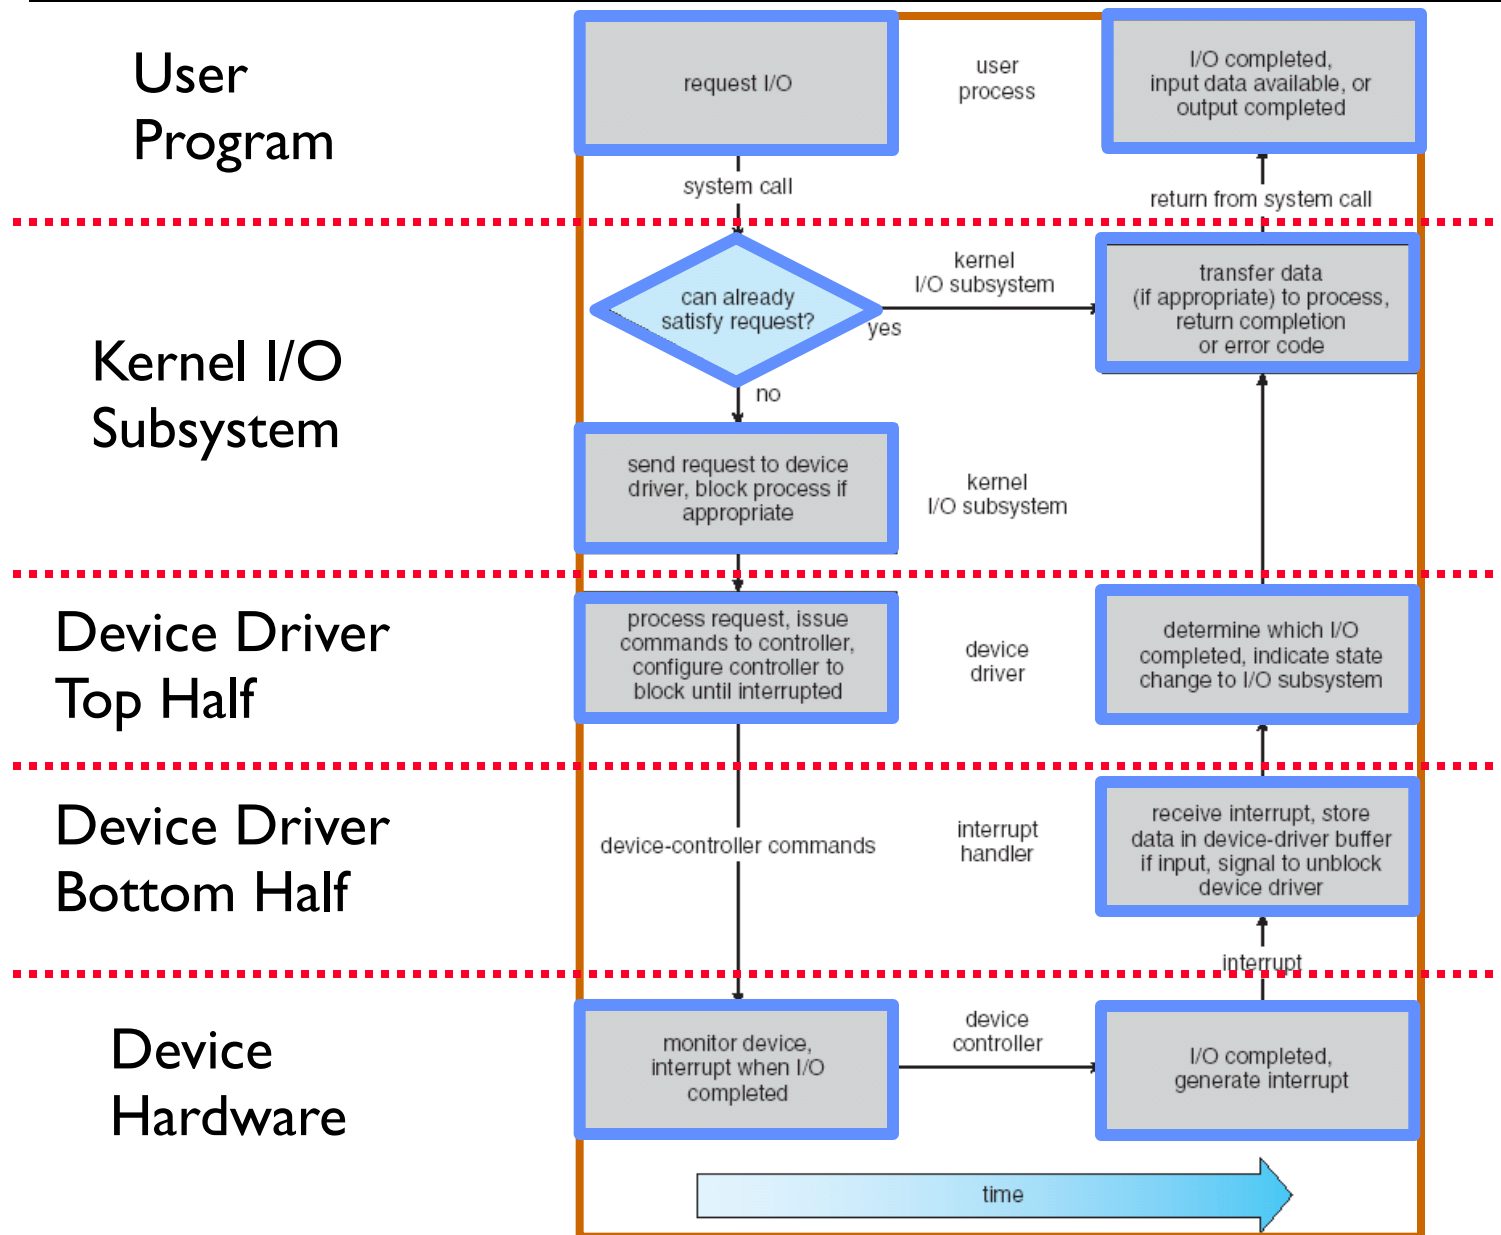 User
Program
request I/O
user
process
I/O completed,
input data available, or
output completed
system call
return from system call
Kernel I/O
Subsystem
can already
satisfy request?
yes
no
kernel
I/O subsystem
transfer data
(if appropriate) to process,
return completion
or error code
send request to device
driver, block process if
appropriate
kernel
I/O subsystem
Device Driver
Top Half
process request, issue
commands to controller,
configure controller to
block until interrupted
device
driver
determine which I/O
completed, indicate state
change to I/O subsystem
Device Driver
Bottom Half
device-controller commands
interrupt
handler
receive interrupt, store
data in device-driver buffer
if input, signal to unblock
device driver
interrupt
Device
Hardware
monitor device,
interrupt when I/O
completed
device
controller
I/O completed,
generate interrupt
time